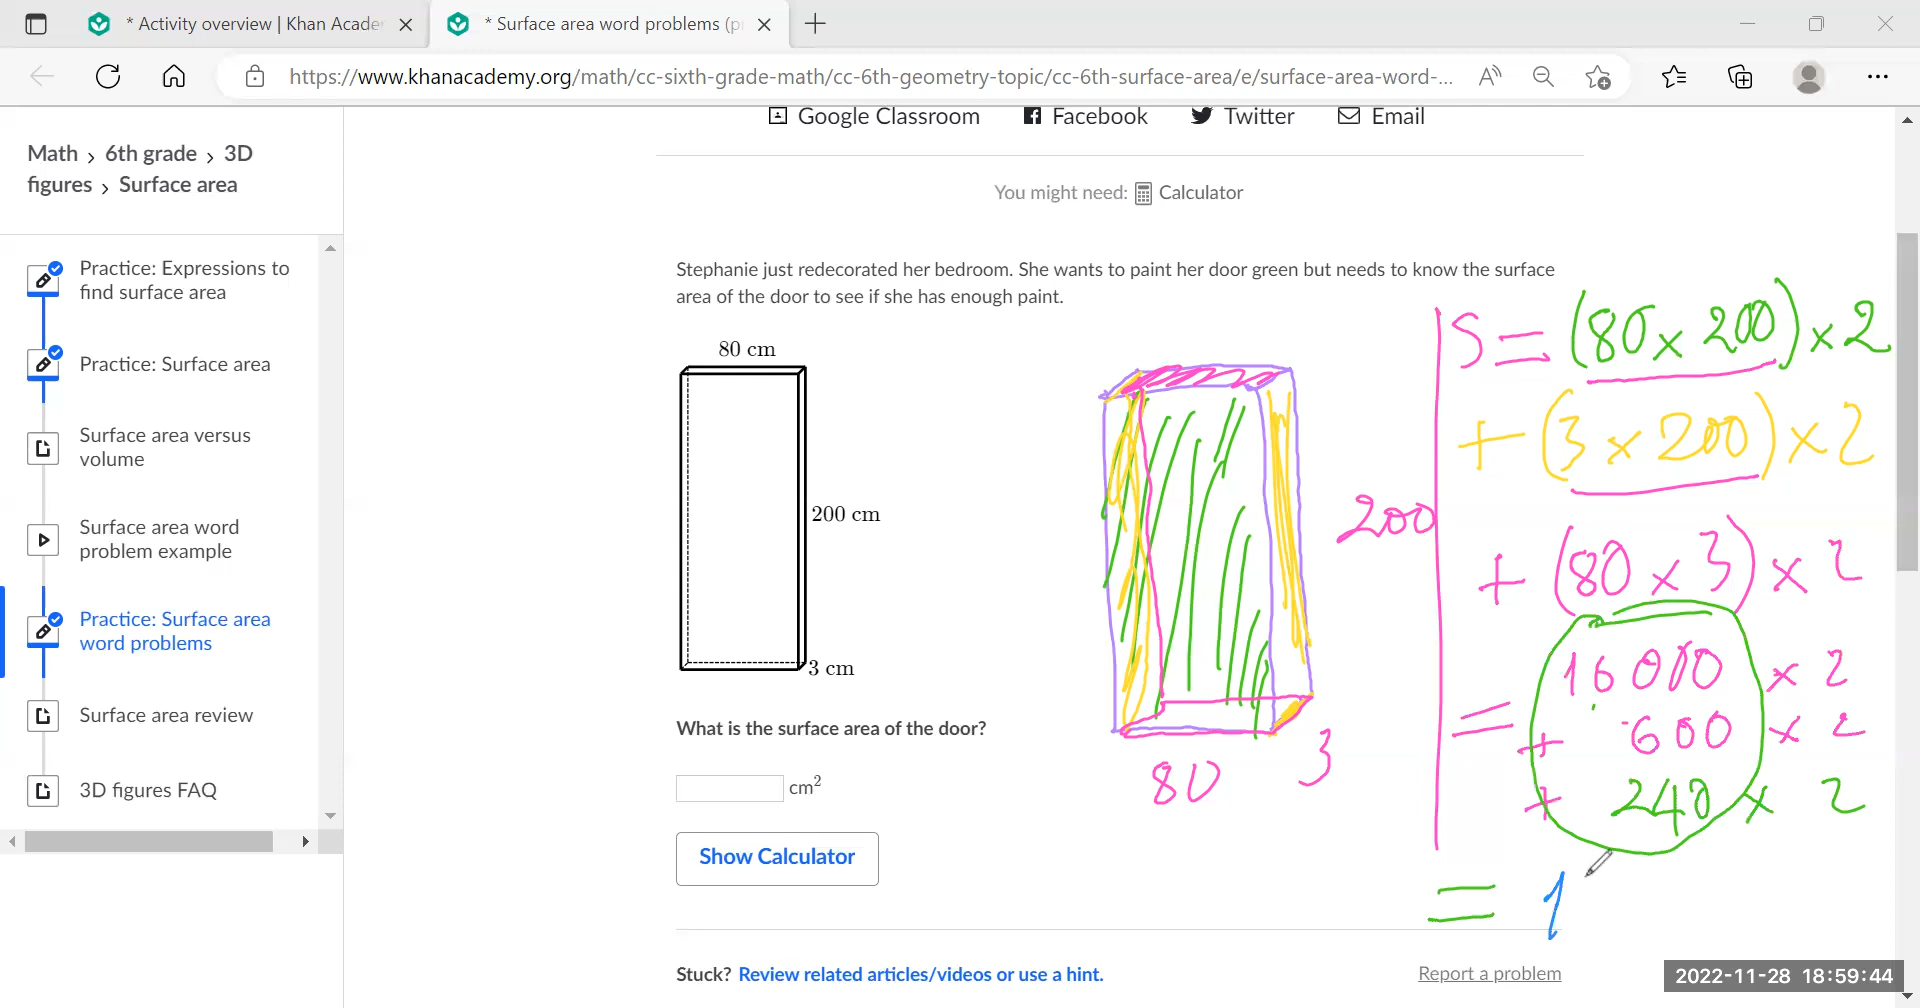 * Activity overview | Khan Acade
* Surface area word problems (p
https://www.khanacademy.org/math/cc-sixth-grade-math/cc-6th-geometry-topic/cc-6th-surface-area/e/surface-area-word-...
Google Classroom Facebook Twitter Email
Math > 6th grade > 3D
figures > Surface area
Practice: Expressions to
find surface area
Practice: Surface area
Surface area versus
volume
Surface area word
problem example
Practice: Surface area
word problems
Surface area review
3D figures FAQ
You might need: Calculator
Stephanie just redecorated her bedroom. She wants to paint her door green but needs to know the surface
area of the door to see if she has enough paint.
80 cm
200 cm
3 cm
What is the surface area of the door?
cm²
Show Calculator
Stuck? Review related articles/videos or use a hint.
Report a problem
200
80
3
S = (80 x 200) x 2
+ (3 x 200) x 2
+ (80 x 3) x 2
= 16000 x 2
+ 600 x 2
+ 240 x 2
= 1
2022-11-28 18:59:44